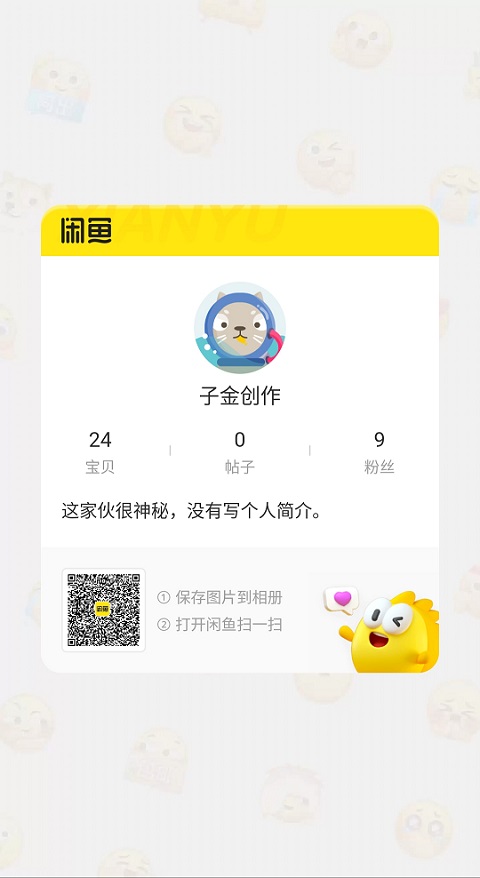 XIANYU
闲鱼
子金创作
24 0 9
宝贝 帖子 粉丝
这家伙很神秘，没有写个人简介。
闲鱼
① 保存图片到相册
② 打开闲鱼扫一扫